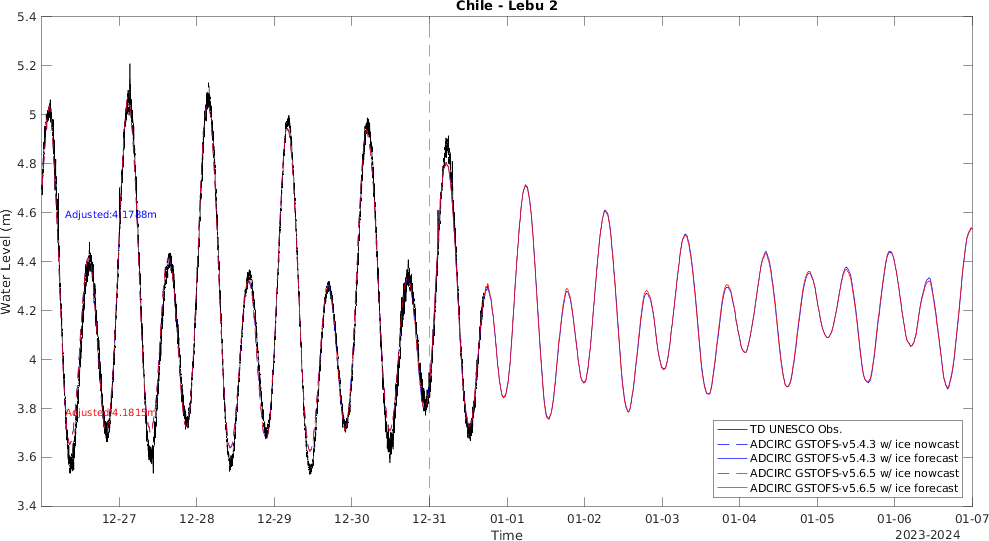 Chile - Lebu 2
5.4
5.2
5
4.8
4.6
4.4
4.2
4
3.8
3.6
3.4
Water Level (m)
Adjusted:4.1788m
Adjusted:4.1815m
TD UNESCO Obs.
ADCIRC GSTOFS-v5.4.3 w/ ice nowcast
ADCIRC GSTOFS-v5.4.3 w/ ice forecast
ADCIRC GSTOFS-v5.6.5 w/ ice nowcast
ADCIRC GSTOFS-v5.6.5 w/ ice forecast
12-27 12-28 12-29 12-30 12-31 01-01 01-02 01-03 01-04 01-05 01-06 01-07
Time
2023-2024